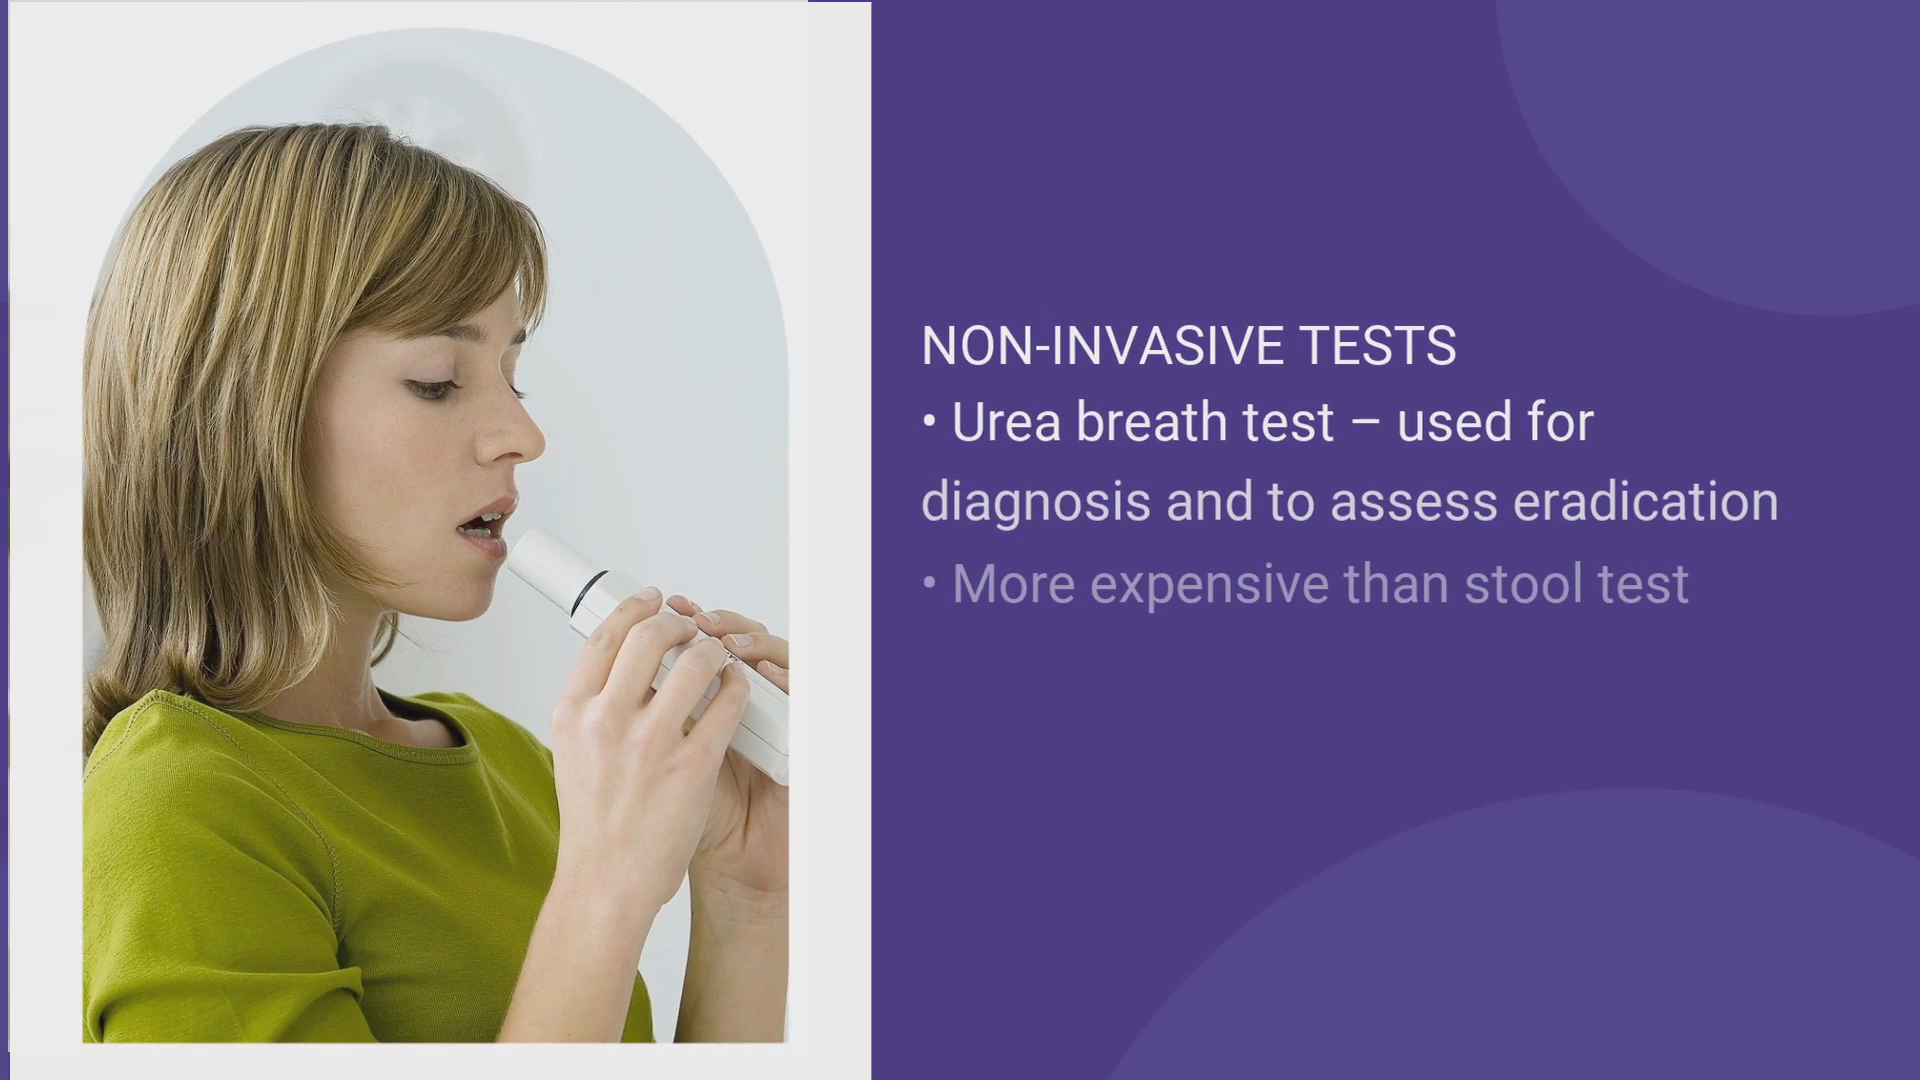 NON-INVASIVE TESTS
• Urea breath test – used for
diagnosis and to assess eradication
• More expensive than stool test